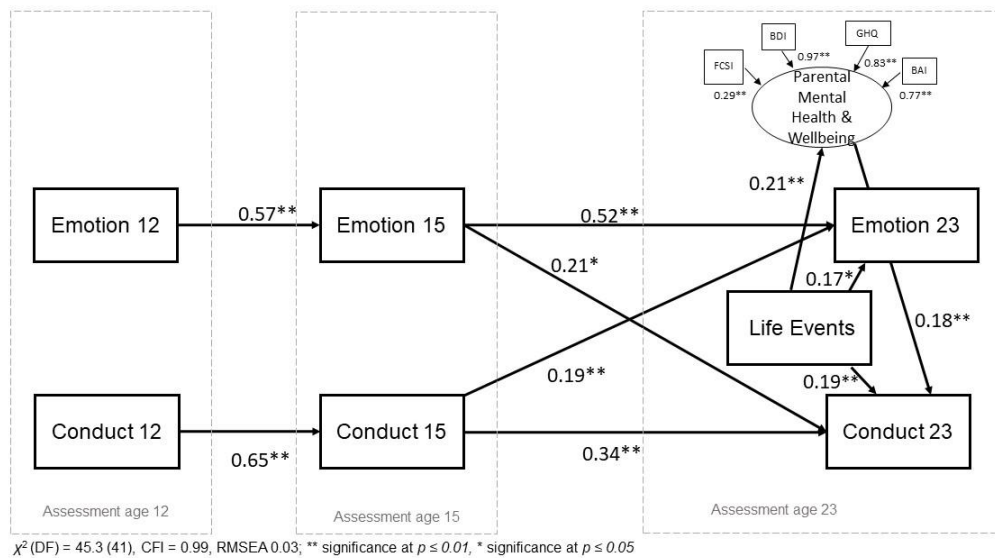 BDI
GHQ
FCSI
0.97**
0.83**
BAI
0.29**
0.77**
Parental
Mental
Health &
Wellbeing
0.21**
Emotion 12
0.57**
Emotion 15
0.52**
Emotion 23
0.21*
0.17*
Life Events
0.18**
0.19**
0.19**
Conduct 12
0.65**
Conduct 15
0.34**
Conduct 23
Assessment age 12
Assessment age 15
Assessment age 23
χ² (DF) = 45.3 (41), CFI = 0.99, RMSEA 0.03; ** significance at p ≤ 0.01, * significance at p ≤ 0.05